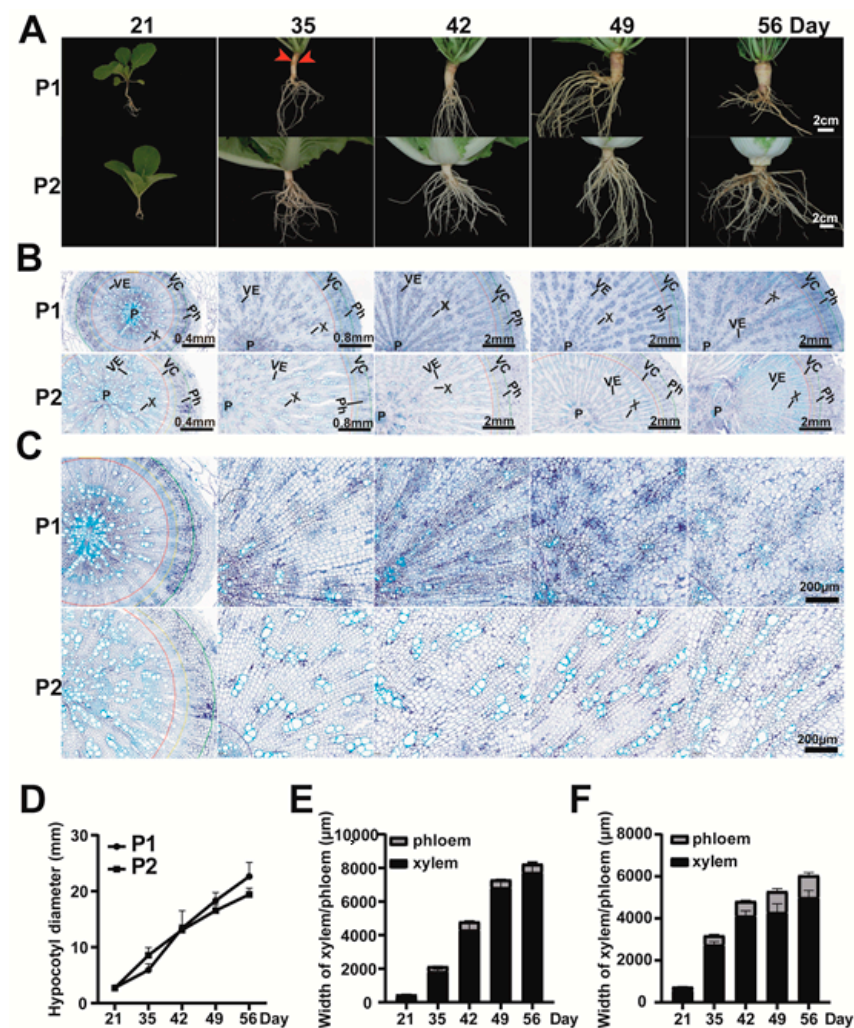 A 21 35 42 49 56 Day
P1
2cm
P2
2cm
B
P1 VE VC P Ph X 0.4mm VE VC Ph X P 0.8mm VE VC X Ph P 2mm VE VC Ph X P 2mm X VC Ph VE P 2mm
P2 VE VC P X Ph 0.4mm VE VC X P Ph 0.8mm VE VC X Ph P 2mm VE VC Ph X P 2mm VE VC Ph P X 2mm
C
P1
200μm
P2
200μm
D
Hypocotyl diameter (mm)
P1
P2
30
20
10
0
21 35 42 49 56 Day
E
Width of xylem/phloem (μm)
phloem
xylem
10000
8000
6000
4000
2000
0
21 35 42 49 56 Day
F
Width of xylem/phloem (μm)
phloem
xylem
8000
6000
4000
2000
0
21 35 42 49 56 Day